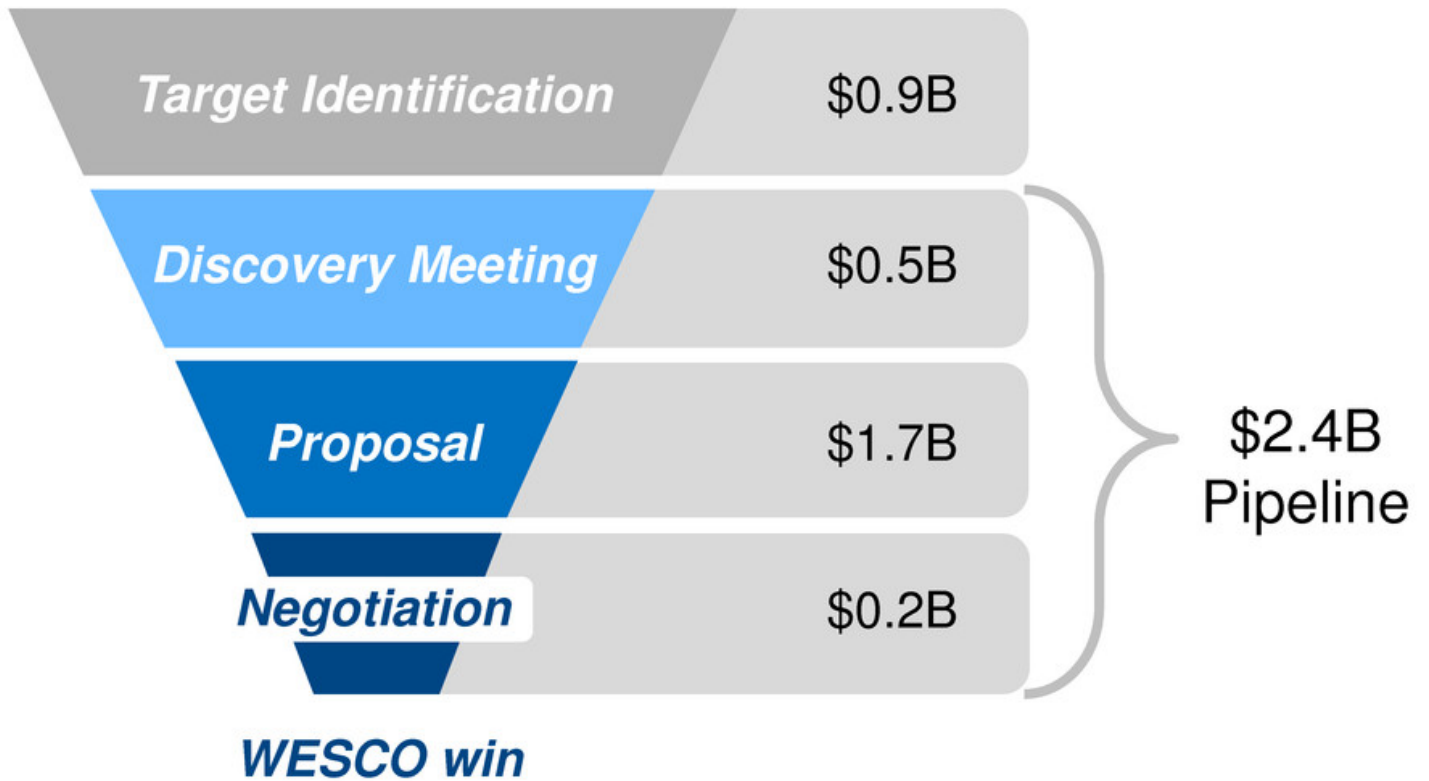 Target Identification $0.9B
Discovery Meeting $0.5B
Proposal $1.7B
$2.4B
Pipeline
Negotiation $0.2B
WESCO win